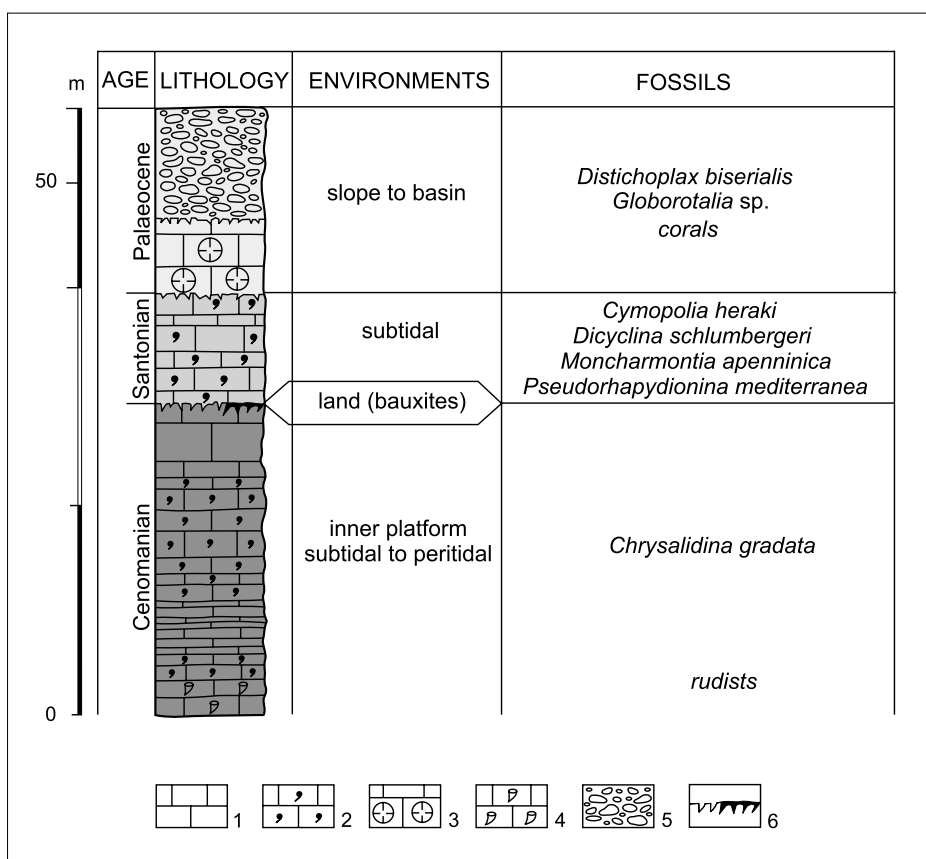 m
AGE LITHOLOGY ENVIRONMENTS FOSSILS
50
0
Palaeocene
slope to basin
Distichoplax biserialis
Globorotalia sp.
corals
Santonian
subtidal
Cymopolia heraki
Dicyclina schlumbergeri
Moncharmontia apenninica
Pseudorhapydionina mediterranea
land (bauxites)
Cenomanian
inner platform
subtidal to peritidal
Chrysalidina gradata
rudists
1 2 3 4 5 6